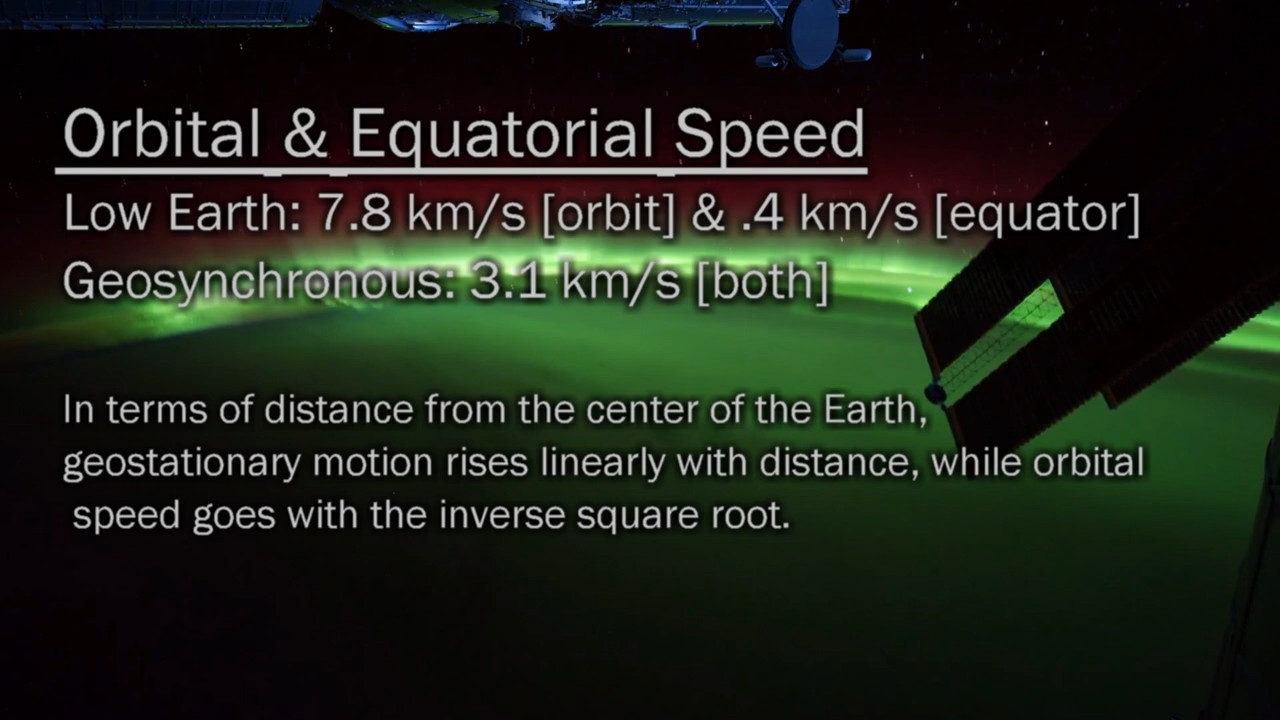 Orbital & Equatorial Speed
Low Earth: 7.8 km/s [orbit] & .4 km/s [equator]
Geosynchronous: 3.1 km/s [both]
In terms of distance from the center of the Earth,
geostationary motion rises linearly with distance, while orbital
speed goes with the inverse square root.